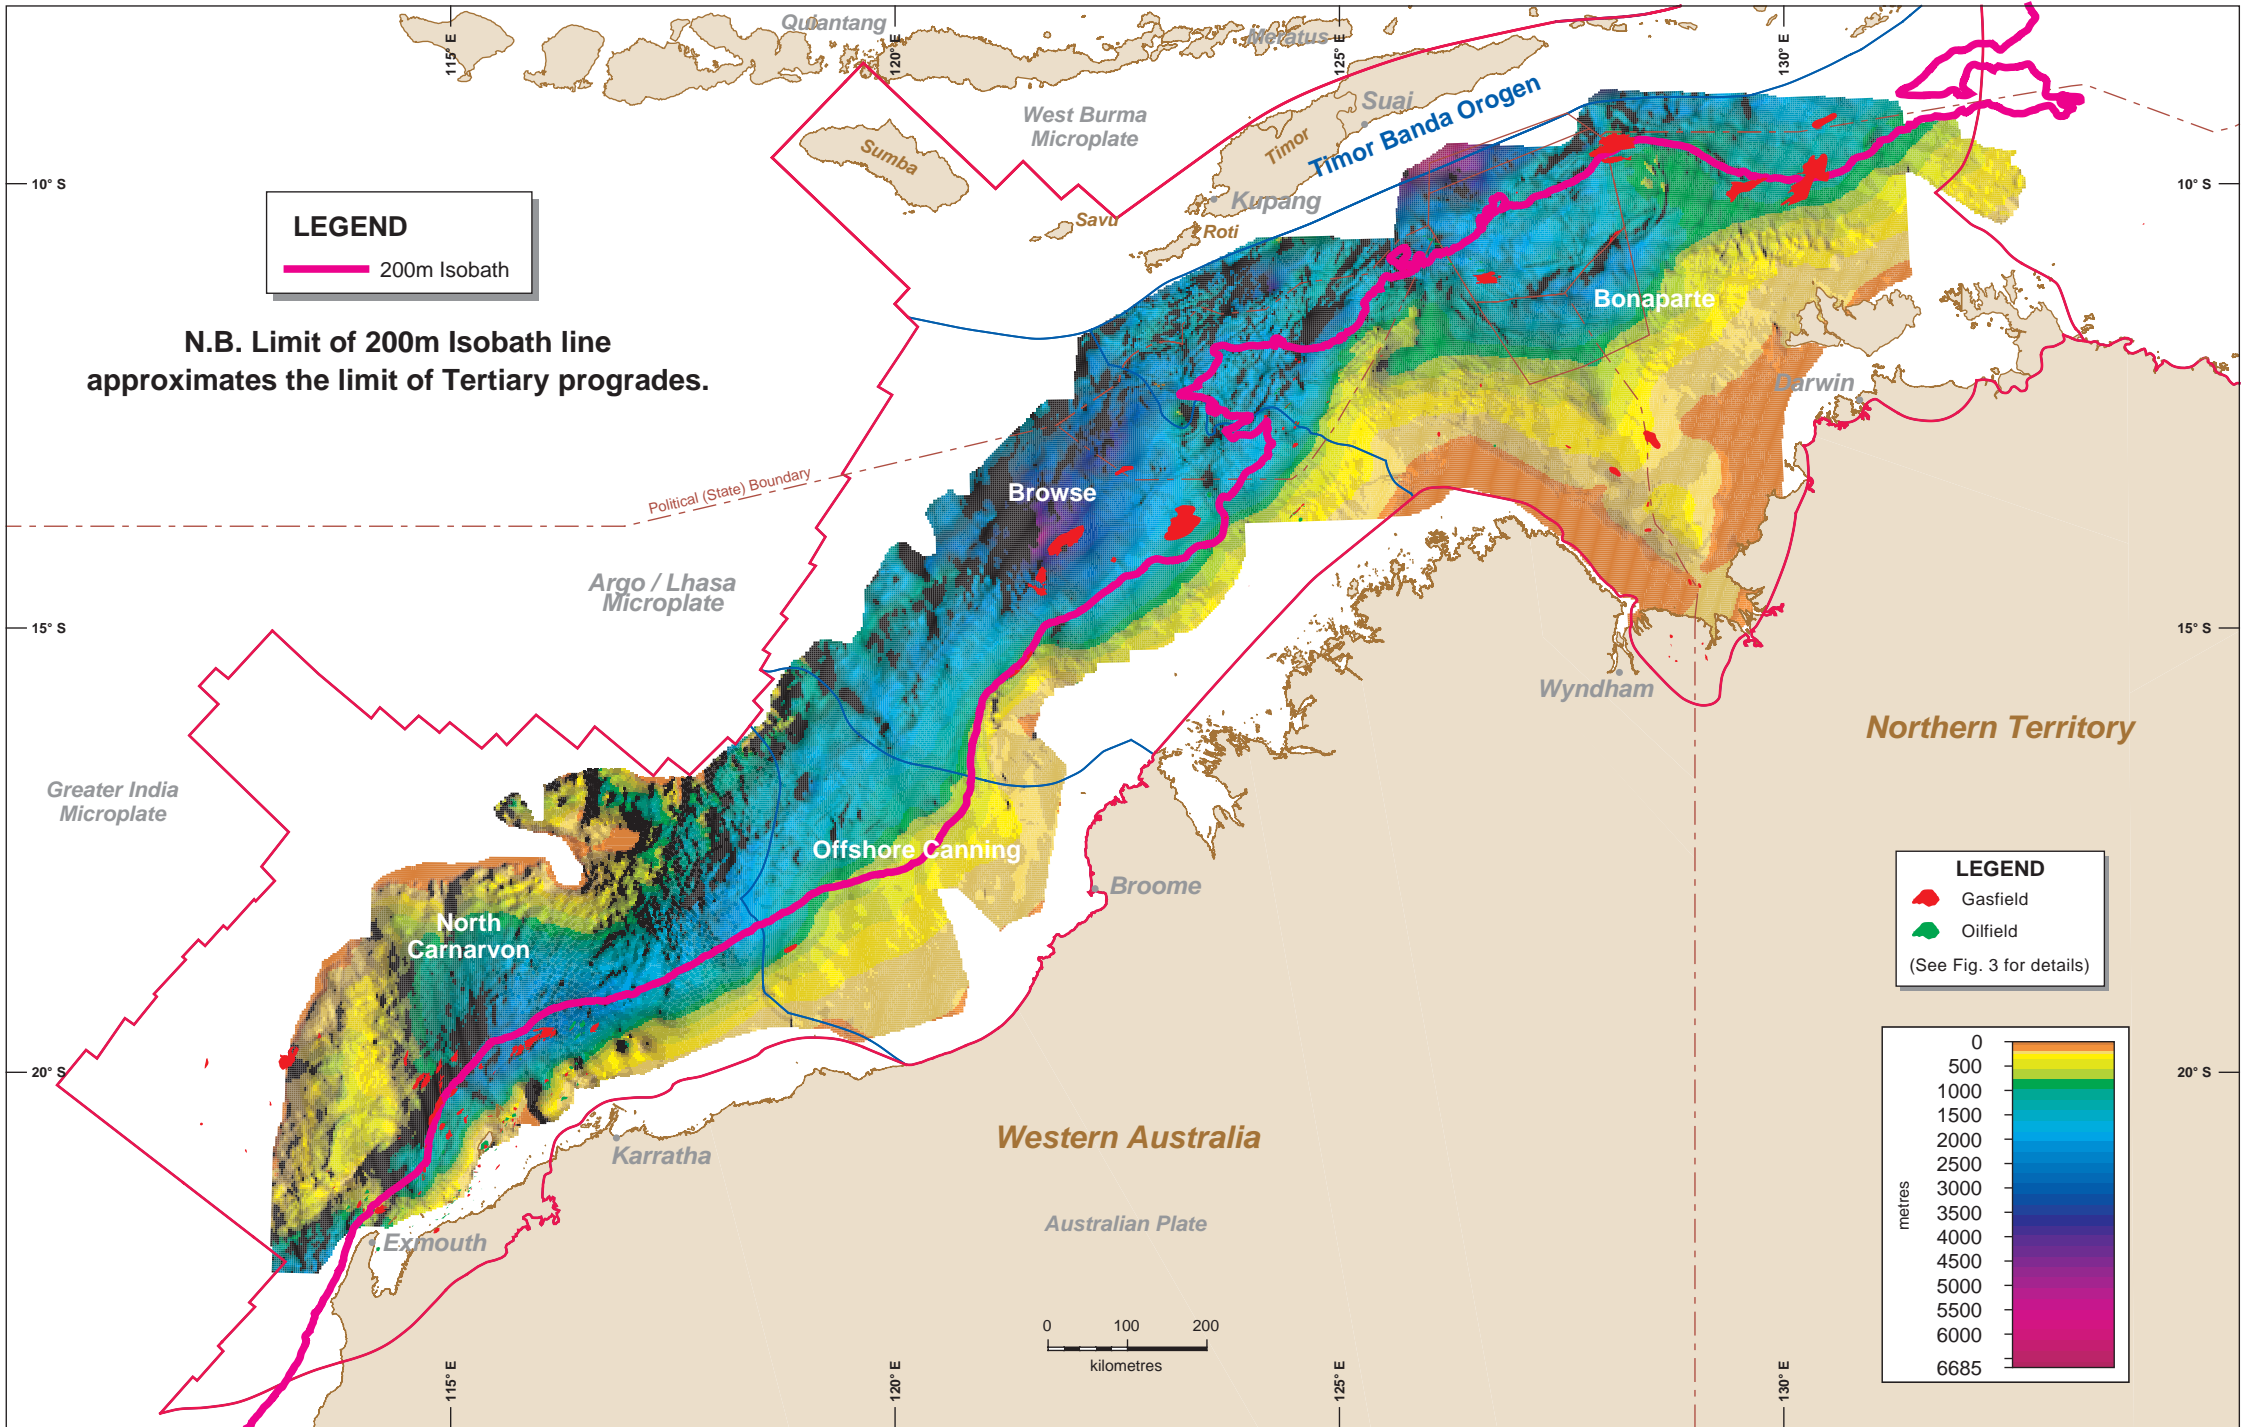 Quiantang
Meratus
115° E
120° E
125° E
130° E
West Burma
Microplate
Suai
Timor Banda Orogen
Timor
Sumba
10° S
10° S
Kupang
Savu
Roti
LEGEND
200m Isobath
N.B. Limit of 200m Isobath line
approximates the limit of Tertiary progrades.
Bonaparte
Darwin
Political (State) Boundary
Browse
Argo / Lhasa
Microplate
15° S
15° S
Wyndham
Northern Territory
Greater India
Microplate
Offshore Canning
Broome
North
Carnarvon
LEGEND
Gasfield
Oilfield
(See Fig. 3 for details)
20° S
20° S
Karratha
Western Australia
Australian Plate
Exmouth
metres
0
500
1000
1500
2000
2500
3000
3500
4000
4500
5000
5500
6000
6685
0 100 200
kilometres
115° E
120° E
125° E
130° E